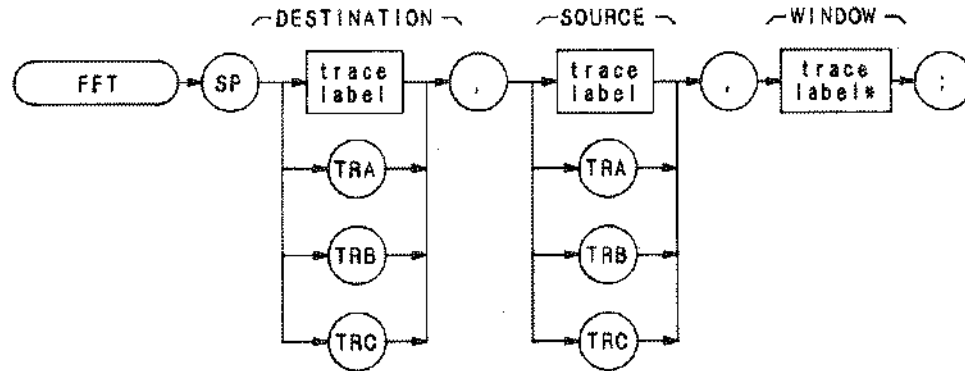 DESTINATION SOURCE WINDOW
FFT SP trace label , trace label , trace label* ;
TRA TRA
TRB TRB
TRC TRC